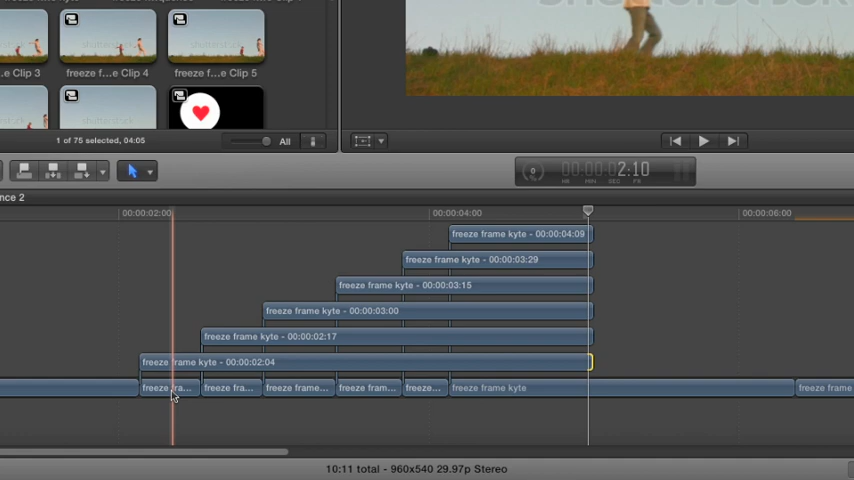 ...e Clip 3
freeze f...e Clip 4
freeze f...e Clip 5
1 of 75 selected, 04:05
All
00:00:00:02:10
HR MIN SEC FR
nce 2
00:00:02:00
00:00:04:00
00:00:06:00
freeze frame kyte - 00:00:04:09
freeze frame kyte - 00:00:03:29
freeze frame kyte - 00:00:03:15
freeze frame kyte - 00:00:03:00
freeze frame kyte - 00:00:02:17
freeze frame kyte - 00:00:02:04
freeze fra...
freeze fra...
freeze frame...
freeze fram...
freeze...
freeze frame kyte
freeze frame
10:11 total - 960x540 29.97p Stereo